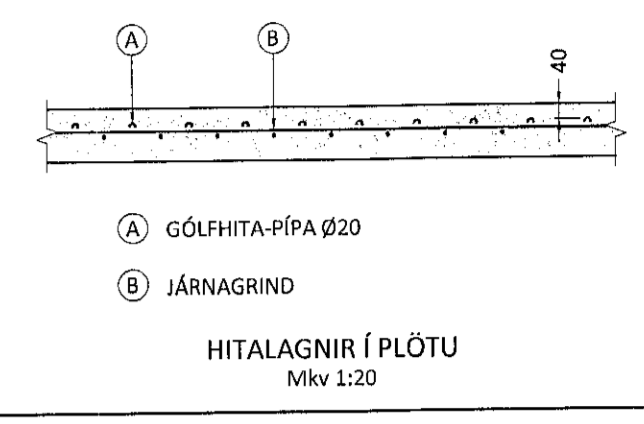 A B
40
A GÓLFHITA-PÍPA Ø20
B JÁRNAGRIND
HITALAGNIR Í PLÖTU
Mkv 1:20